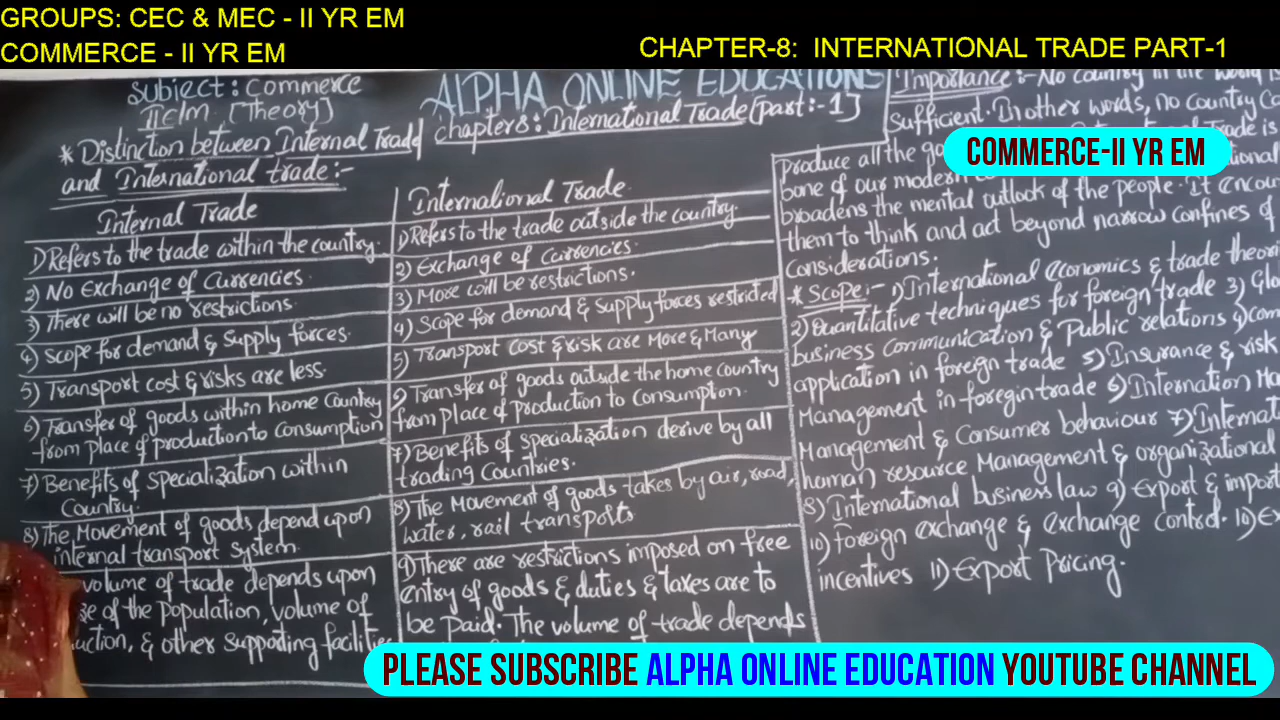 GROUPS: CEC & MEC - II YR EM
COMMERCE - II YR EM
CHAPTER-8: INTERNATIONAL TRADE PART-1
COMMERCE-II YR EM
Subject: Commerce
[Theory]
ALPHA ONLINE EDUCATIONS
chapter 8: International Trade [part:-1]
* Distinction between Internal Trade
and International trade:-
Internal Trade
1) Refers to the trade within the country.
2) No Exchange of Currencies.
3) There will be no restrictions.
4) scope for demand & Supply forces.
5) Transport cost & risks are less.
6) Transfer of goods within home Country
from place of production to Consumption
7) Benefits of Specialization within
Country.
8) The Movement of goods depend upon
internal transport System.
volume of trade depends upon
of the population, volume of
& other supporting facilities
International Trade
1) Refers to the trade outside the country.
2) Exchange of Currencies.
3) More will be restrictions.
4) Scope for demand & supply forces restricted
5) Transport cost & risk are More & Many
6) Transfer of goods outside the home country
from place of production to consumption.
7) Benefits of Specialization derive by all
trading Countries.
8) The Movement of goods takes by air, road,
water, rail transports
9) There are restrictions imposed on free
entry of goods & duties & taxes are to
be paid. The volume of trade depends
Importance:- No country in the world is
Sufficient. In other words, no country
Produce all the
Trade is
bone of our modern
broadens the mental outlook of the people. It
them to think and act beyond narrow confines of
considerations.
* Scope:- 1) International Economics & trade
2) Quantitative techniques for foreign trade 3)
business Communication & Public relations 4)
application in foreign trade 5) Insurance & risk
Management in foregin trade 6) Internation
Management & Consumer behaviour 7)
human resource Management & organizational
8) International business law 9) Export & import
10) foreign exchange & Exchange Control. 10)
incentives 11) Export Pricing.
PLEASE SUBSCRIBE ALPHA ONLINE EDUCATION YOUTUBE CHANNEL